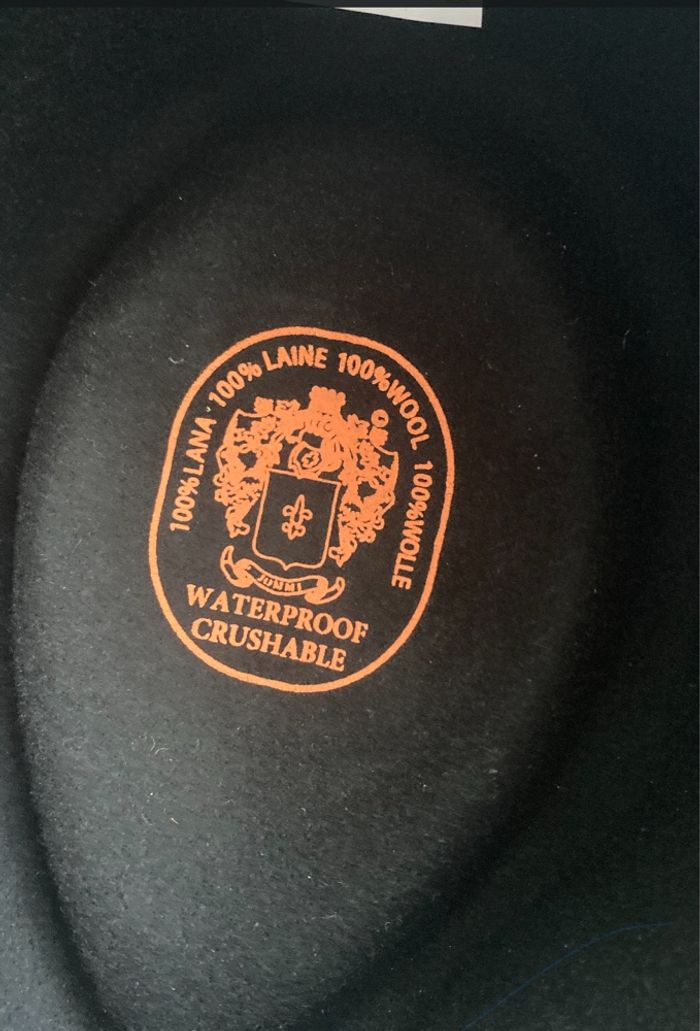 100% LANA · 100% LAINE 100% WOOL 100% WOLLE
WATERPROOF
CRUSHABLE